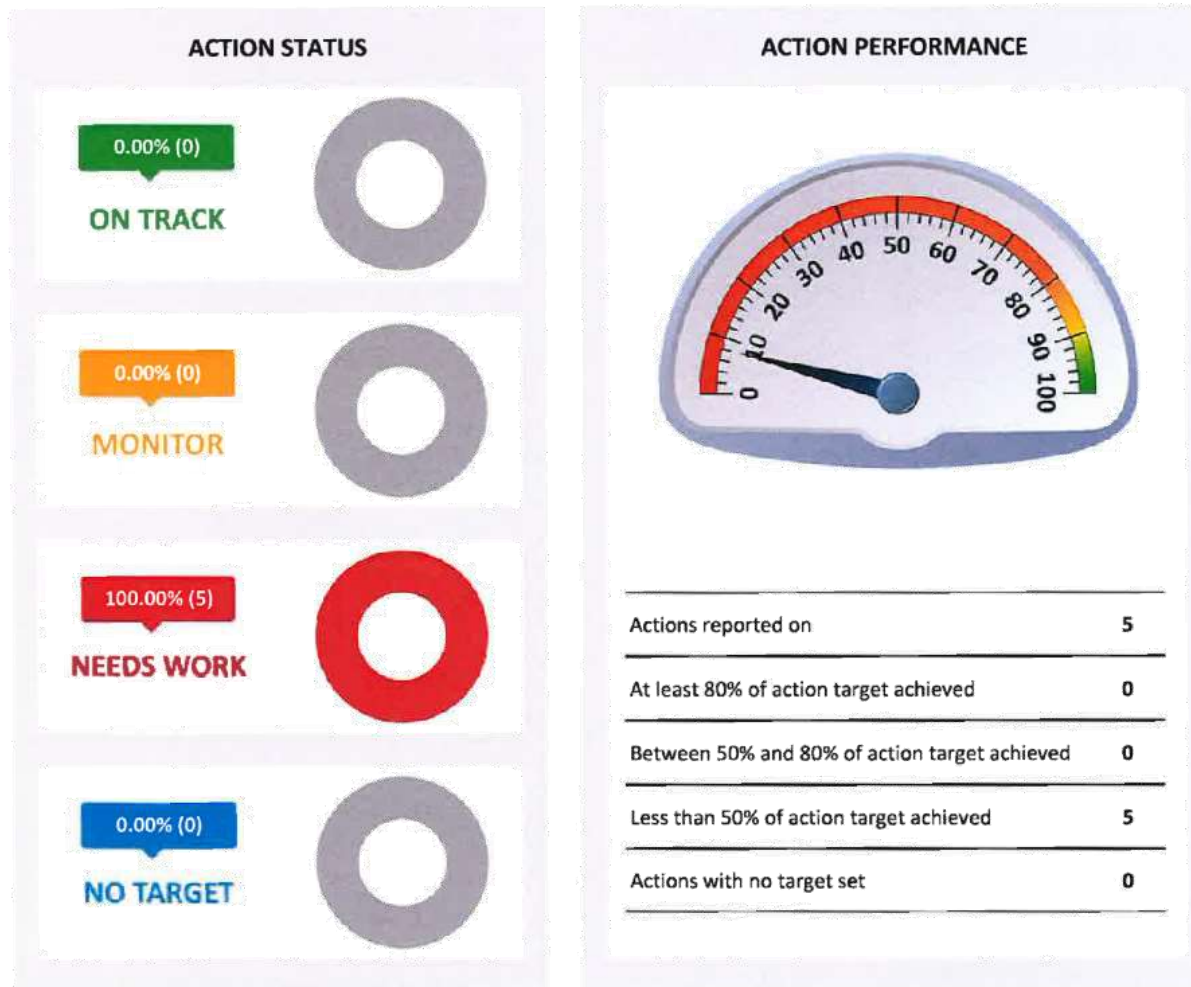 ACTION STATUS
0.00% (0)
ON TRACK
0.00% (0)
MONITOR
100.00% (5)
NEEDS WORK
0.00% (0)
NO TARGET
ACTION PERFORMANCE
0
10
20
30
40
50
60
70
80
90
100
Actions reported on 5
At least 80% of action target achieved 0
Between 50% and 80% of action target achieved 0
Less than 50% of action target achieved 5
Actions with no target set 0